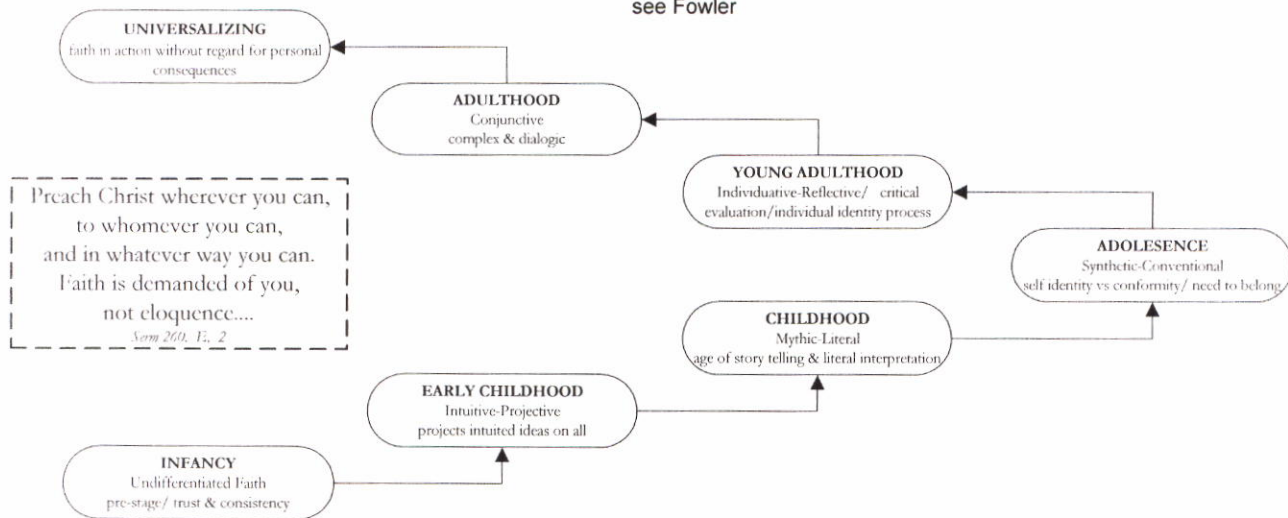 see Fowler
UNIVERSALIZING
faith in action without regard for personal
consequences
ADULTHOOD
Conjunctive
complex & dialogic
YOUNG ADULTHOOD
Individuative-Reflective/ critical
evaluation/individual identity process
ADOLESENCE
Synthetic-Conventional
self identity vs conformity/ need to belong
CHILDHOOD
Mythic-Literal
age of story telling & literal interpretation
EARLY CHILDHOOD
Intuitive-Projective
projects intuited ideas on all
INFANCY
Undifferentiated Faith
pre-stage/ trust & consistency
Preach Christ wherever you can,
to whomever you can,
and in whatever way you can.
Faith is demanded of you,
not eloquence....
Serm 260, E, 2